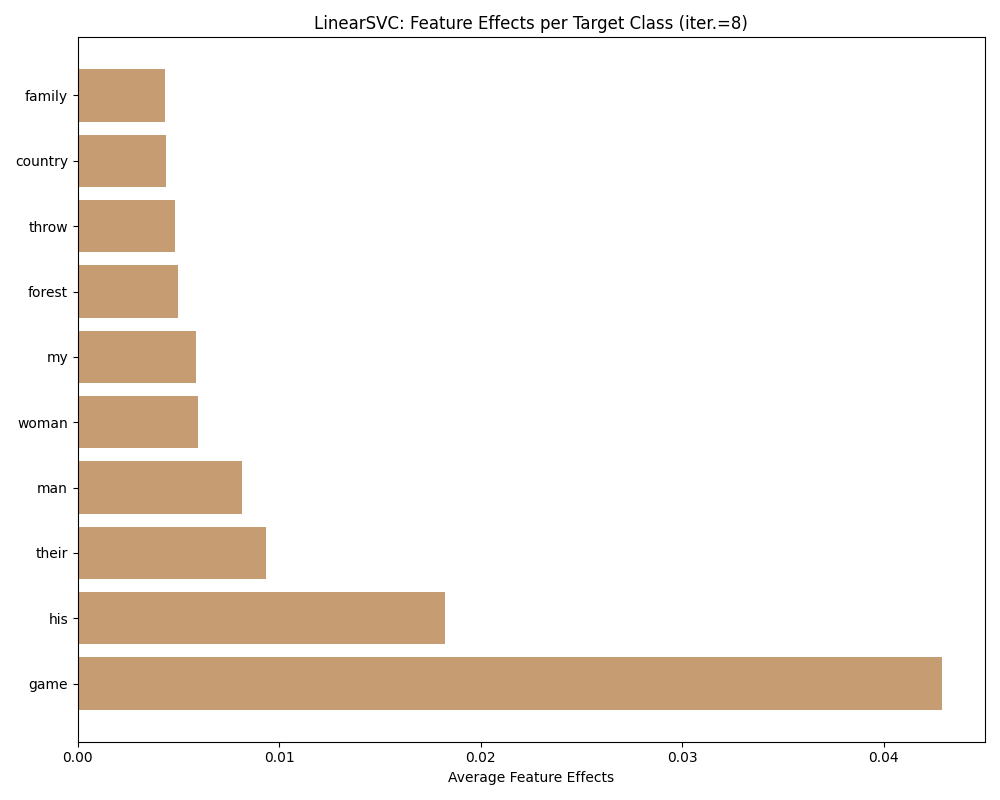 LinearSVC: Feature Effects per Target Class (iter.=8)
family
country
throw
forest
my
woman
man
their
his
game
0.00 0.01 0.02 0.03 0.04
Average Feature Effects